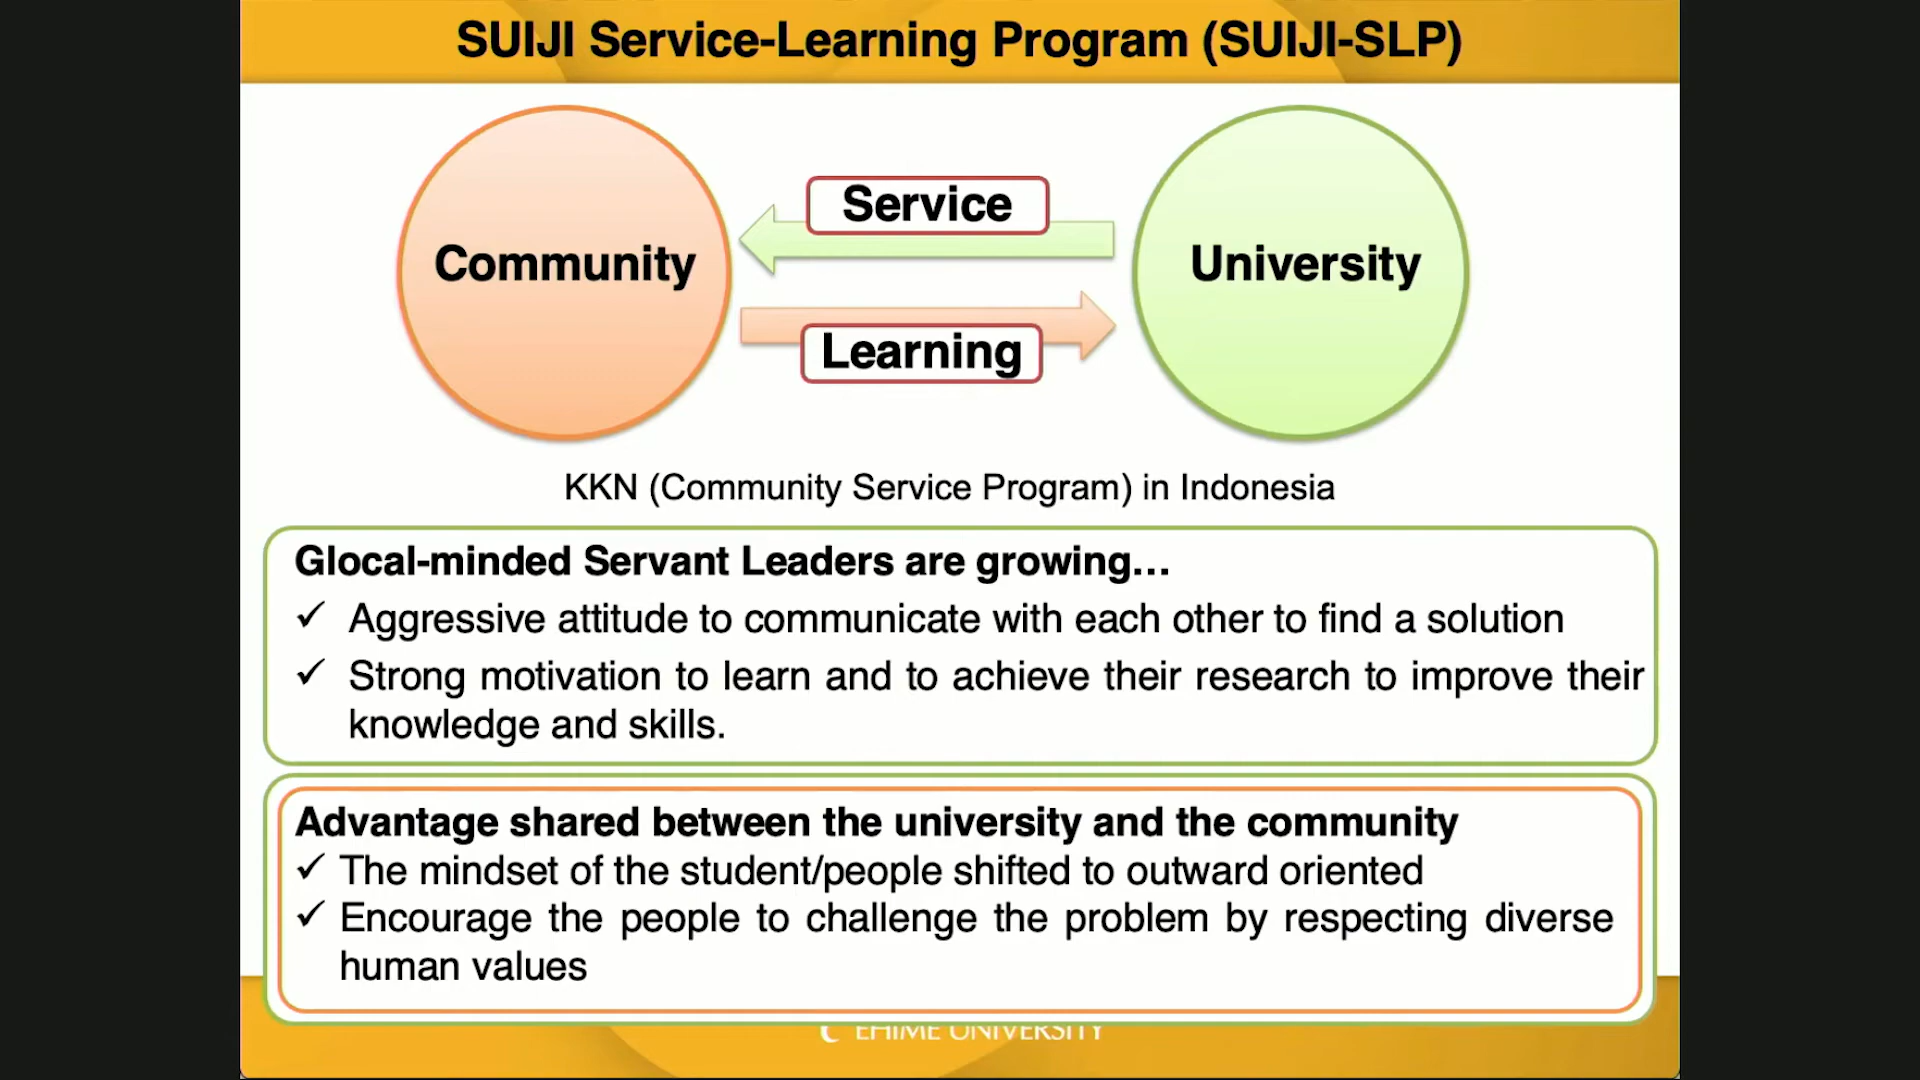 SUIJI Service-Learning Program (SUIJI-SLP)
Community
Service
Learning
University
KKN (Community Service Program) in Indonesia
Glocal-minded Servant Leaders are growing...
✓ Aggressive attitude to communicate with each other to find a solution
✓ Strong motivation to learn and to achieve their research to improve their
knowledge and skills.
Advantage shared between the university and the community
✓ The mindset of the student/people shifted to outward oriented
✓ Encourage the people to challenge the problem by respecting diverse
human values
EHIME UNIVERSITY